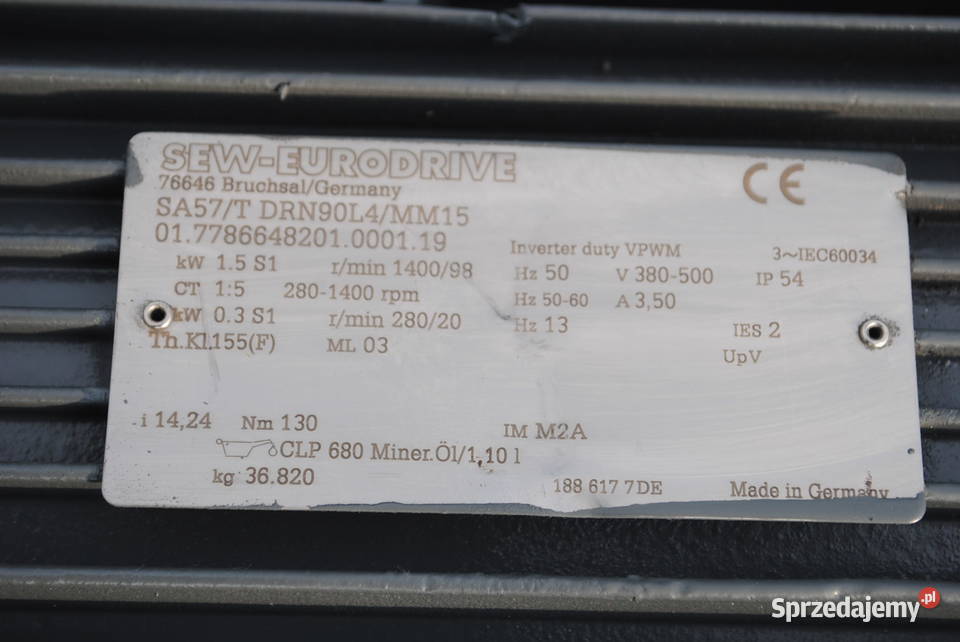 SEW-EURODRIVE
76646 Bruchsal/Germany
CE
SA57/T DRN90L4/MM15
01.7786648201.0001.19
Inverter duty VPWM 3~IEC60034
kW 1.5 S1 r/min 1400/98 Hz 50 V 380-500 IP 54
CT 1:5 280-1400 rpm Hz 50-60 A 3,50
kW 0.3 S1 r/min 280/20 Hz 13 IES 2
Th.Kl.155(F) ML 03 UpV
i 14,24 Nm 130 IM M2A
CLP 680 Miner.Öl/1,10 l
kg 36.820 188 617 7DE Made in Germany
Sprzedajemy.pl